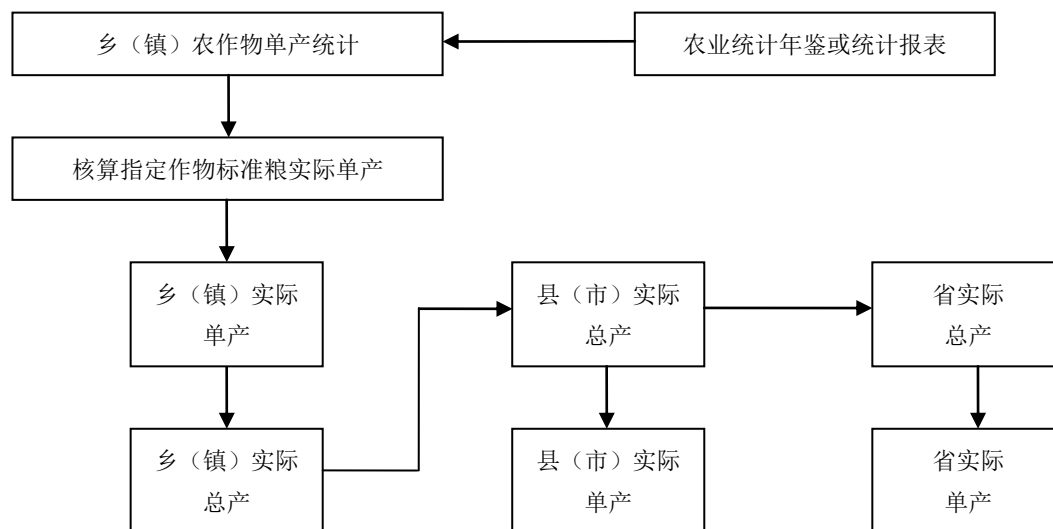 乡（镇）农作物单产统计
农业统计年鉴或统计报表
核算指定作物标准粮实际单产
乡（镇）实际
单产
县（市）实际
总产
省实际
总产
乡（镇）实际
总产
县（市）实际
单产
省实际
单产